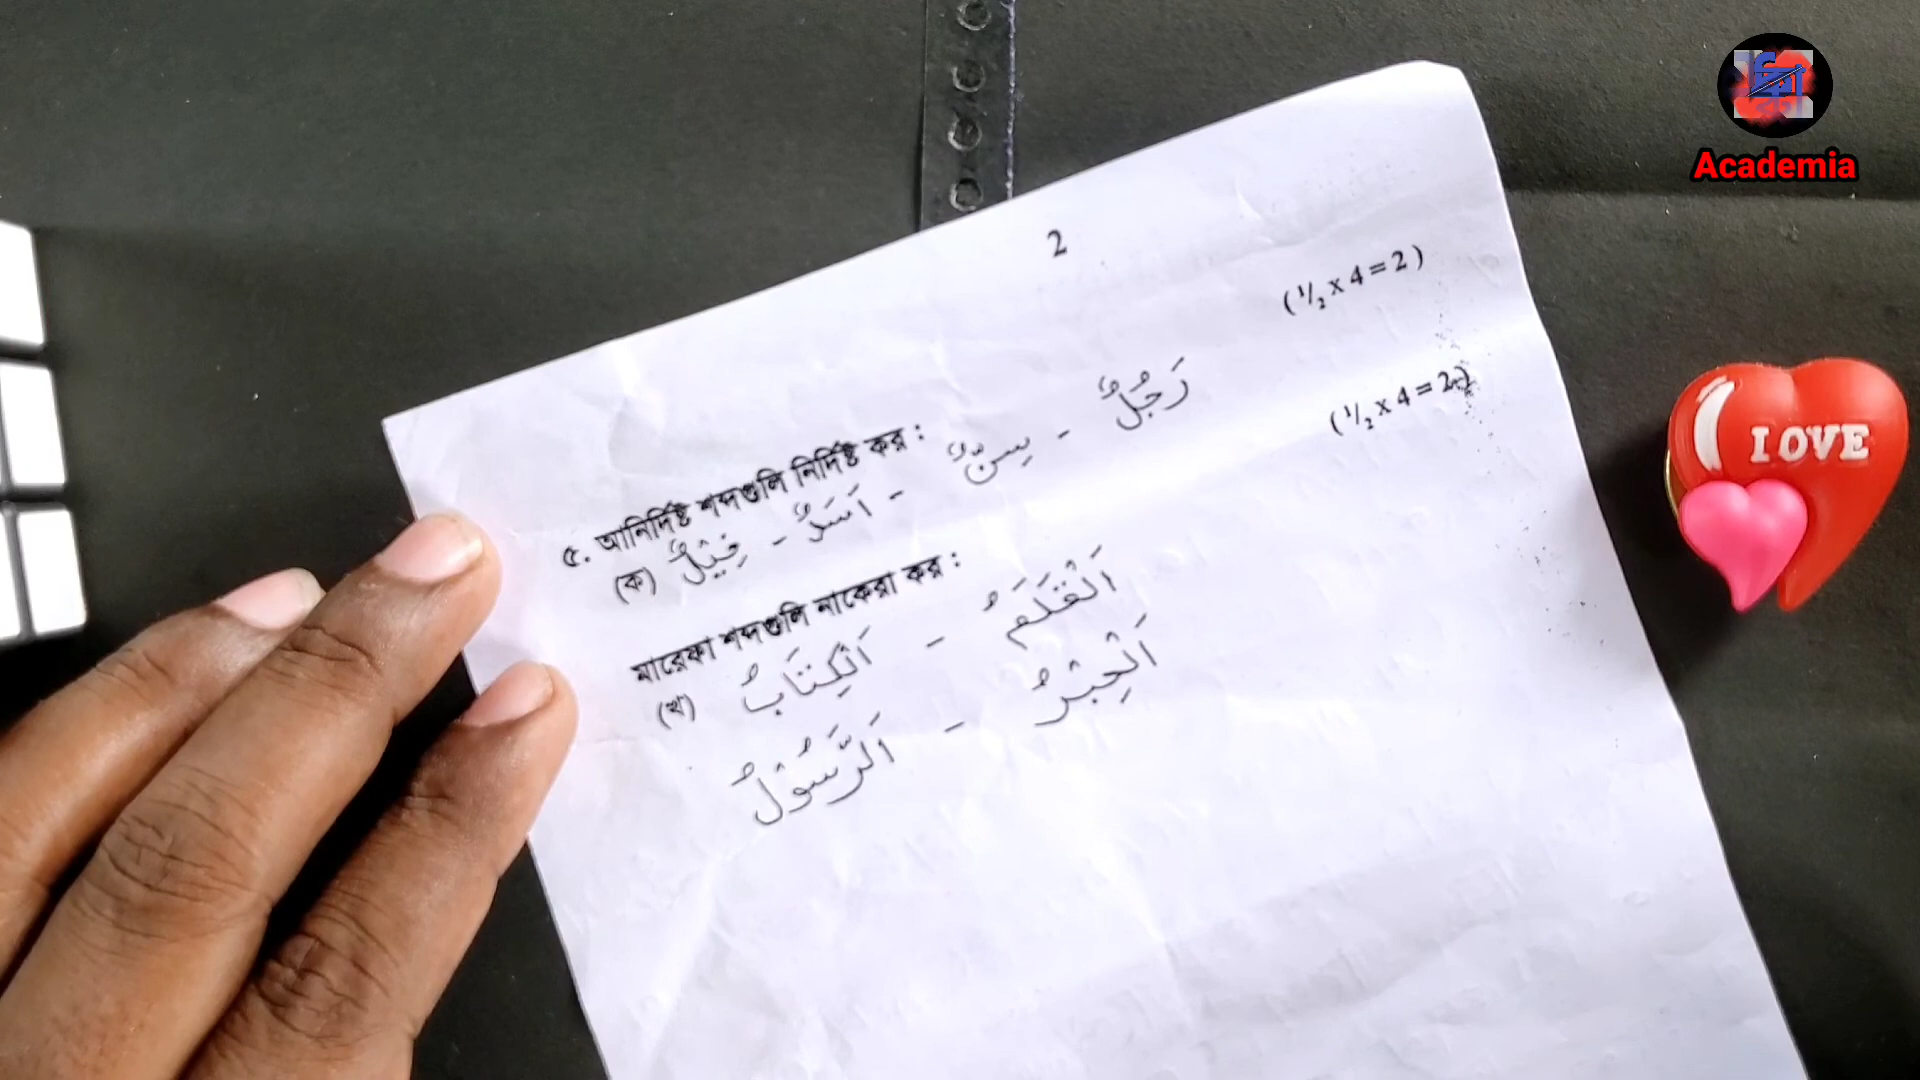 Academia
2
৫. আনির্দিষ্ট শব্দগুলি নির্দিষ্ট কর : (½ x 4 = 2)
(ক) رَجُلٌ - سِنٌّ - اَسَدٌ - فِيْلٌ
মারেফা শব্দগুলি নাকেরা কর : (½ x 4 = 2)
(খ) اَلْقَلَمُ - اَلْكِتَابُ
اَلْحِبْرُ - اَلرَّسُوْلُ
LOVE